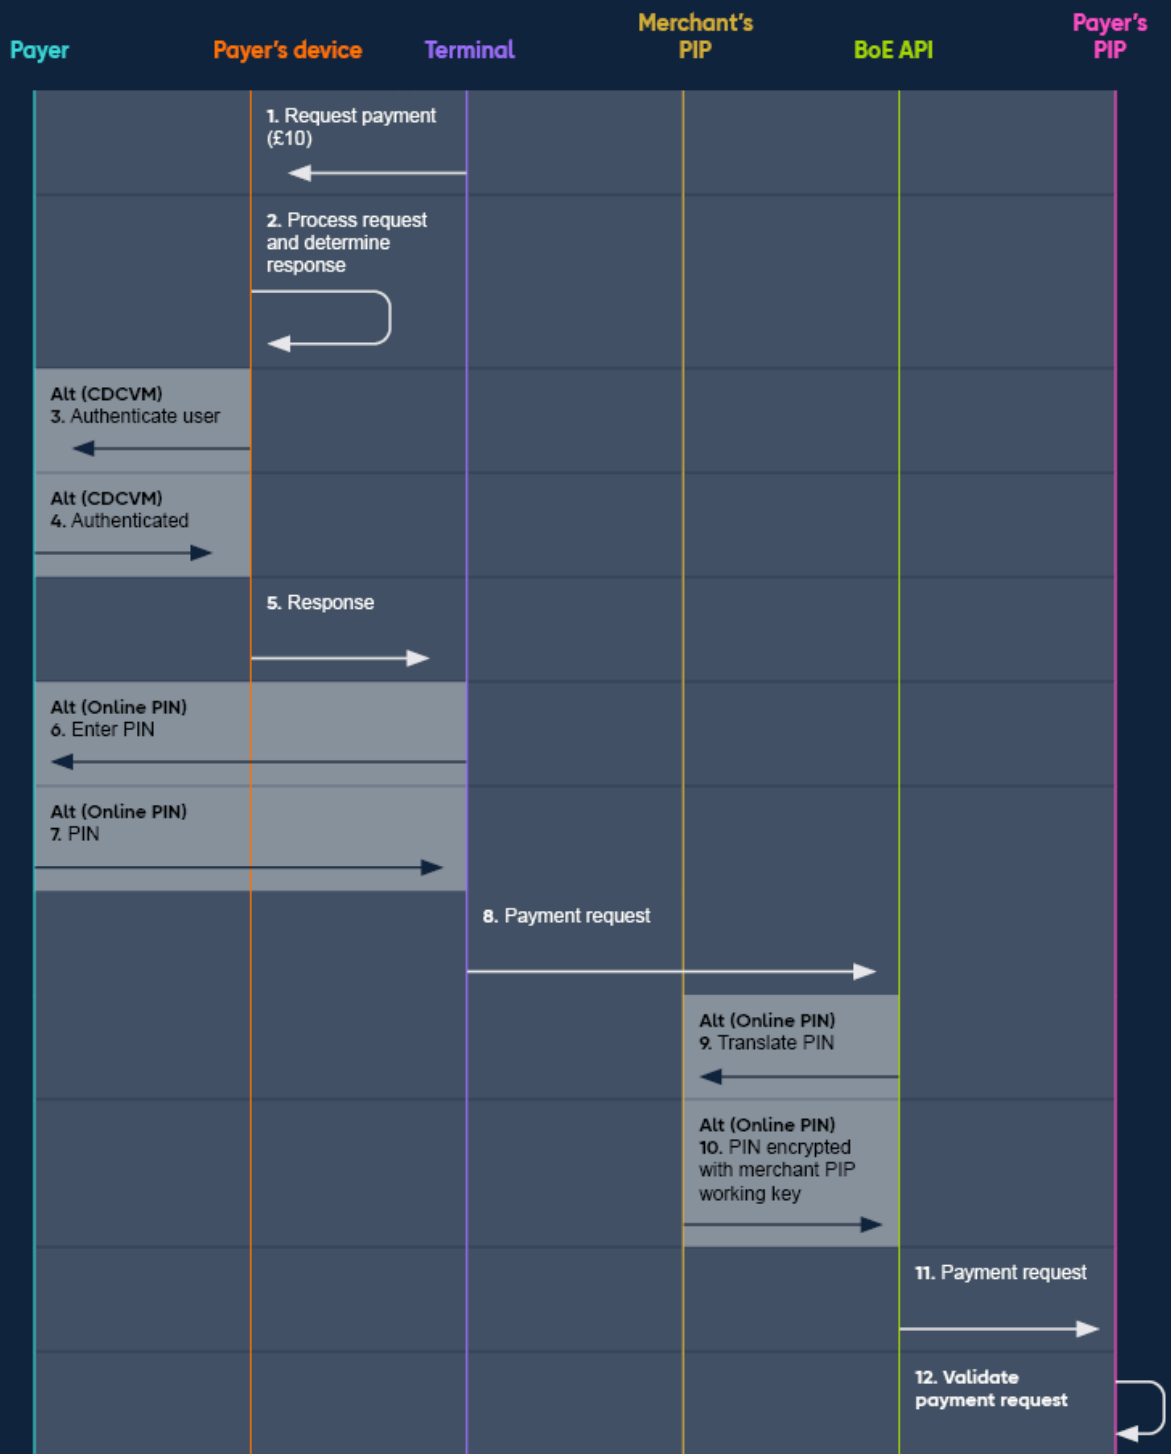 Payer
Payer's device
Terminal
Merchant's
PIP
BoE API
Payer's
PIP
1. Request payment
(£10)
2. Process request
and determine
response
Alt (CDCVM)
3. Authenticate user
Alt (CDCVM)
4. Authenticated
5. Response
Alt (Online PIN)
6. Enter PIN
Alt (Online PIN)
7. PIN
8. Payment request
Alt (Online PIN)
9. Translate PIN
Alt (Online PIN)
10. PIN encrypted
with merchant PIP
working key
11. Payment request
12. Validate
payment request